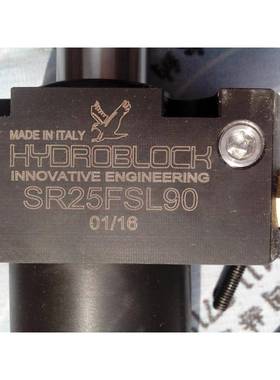 MADE IN ITALY
HYDROBLOCK
INNOVATIVE ENGINEERING
SR25FSL90
01/16